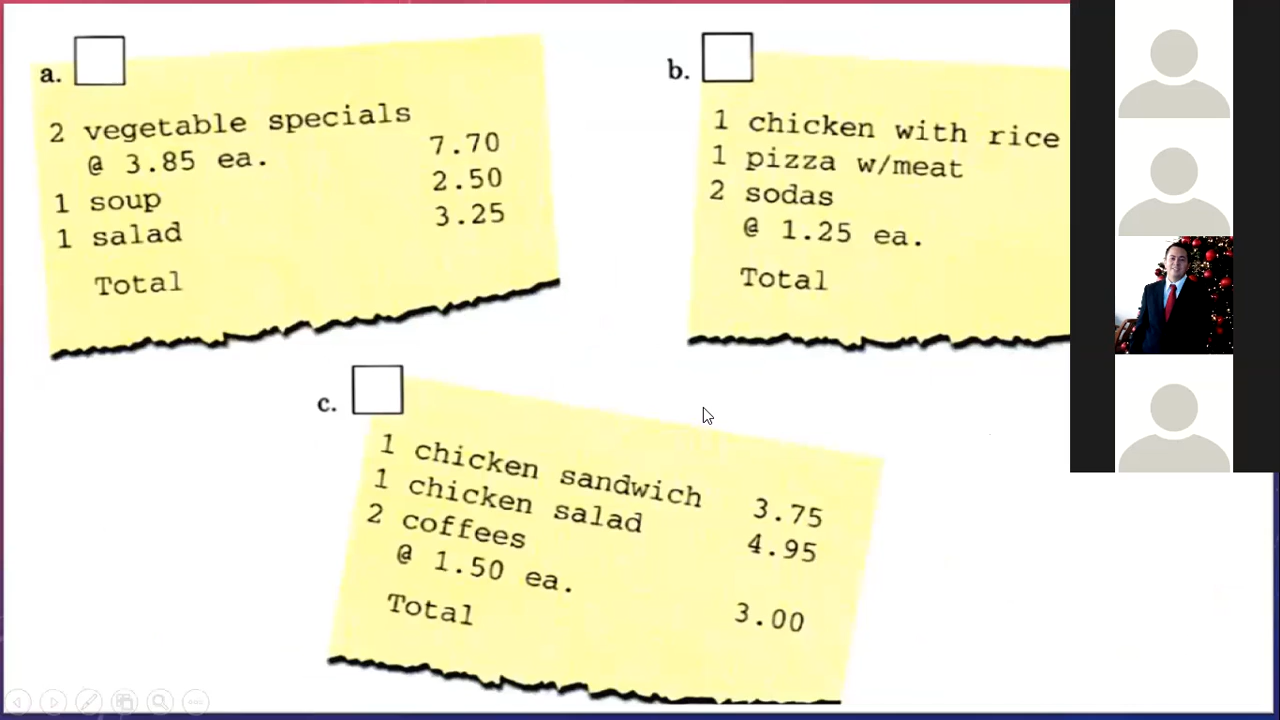 a.
2 vegetable specials
@ 3.85 ea. 7.70
1 soup 2.50
1 salad 3.25
Total
b.
1 chicken with rice
1 pizza w/meat
2 sodas
@ 1.25 ea.
Total
c.
1 chicken sandwich 3.75
1 chicken salad 4.95
2 coffees
@ 1.50 ea. 3.00
Total